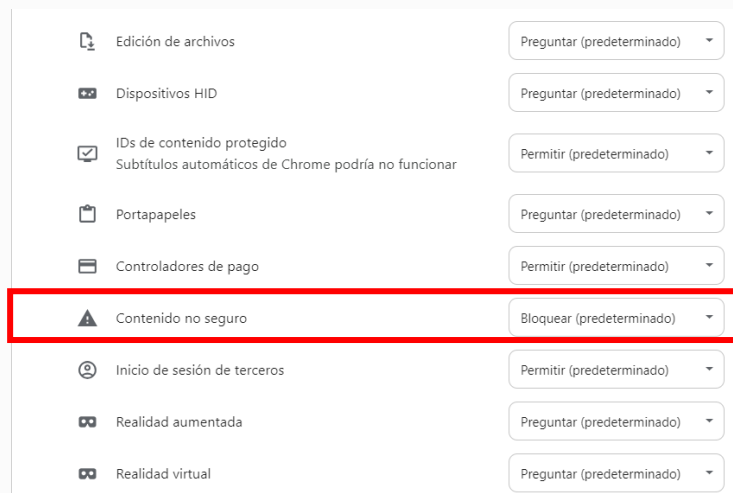 Edición de archivos
Preguntar (predeterminado)
Dispositivos HID
Preguntar (predeterminado)
IDs de contenido protegido
Subtítulos automáticos de Chrome podría no funcionar
Permitir (predeterminado)
Portapapeles
Preguntar (predeterminado)
Controladores de pago
Permitir (predeterminado)
Contenido no seguro
Bloquear (predeterminado)
Inicio de sesión de terceros
Permitir (predeterminado)
Realidad aumentada
Preguntar (predeterminado)
Realidad virtual
Preguntar (predeterminado)